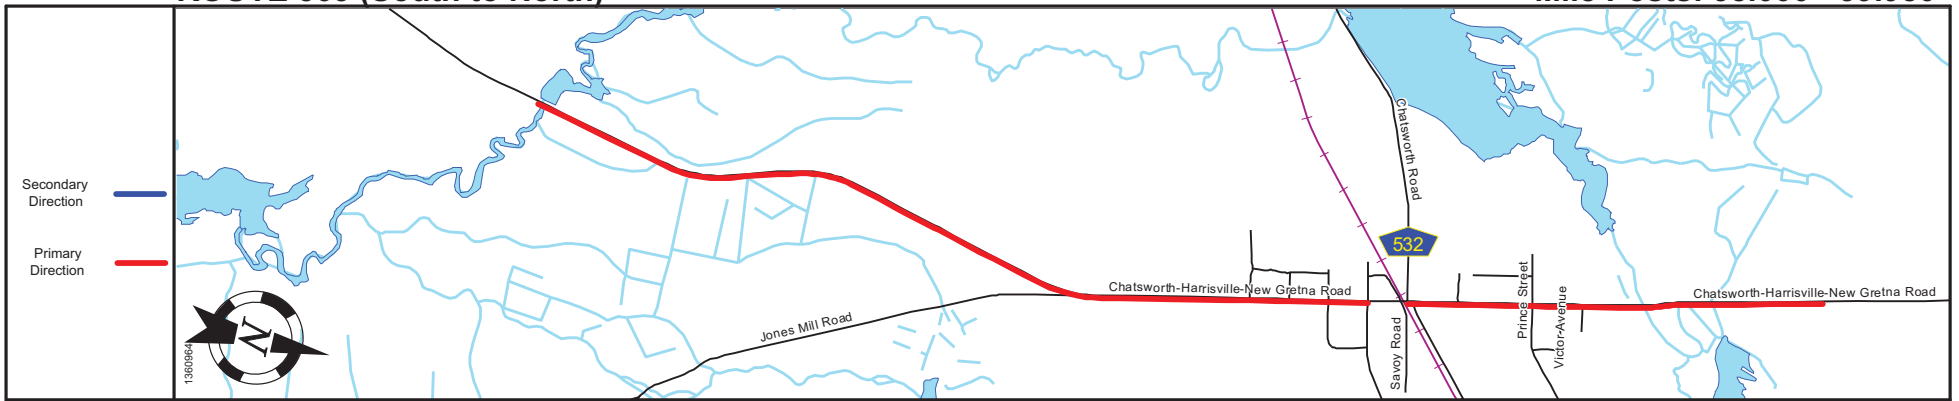 Secondary
Direction
Primary
Direction
1360964
N
Jones Mill Road
Chatsworth-Harrisville-New Gretna Road
Chatsworth Road
532
Savoy Road
Prince Street
Victor Avenue
Chatsworth-Harrisville-New Gretna Road